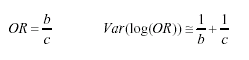 OR = b/c    Var(log(OR)) ≅ 1/b + 1/c